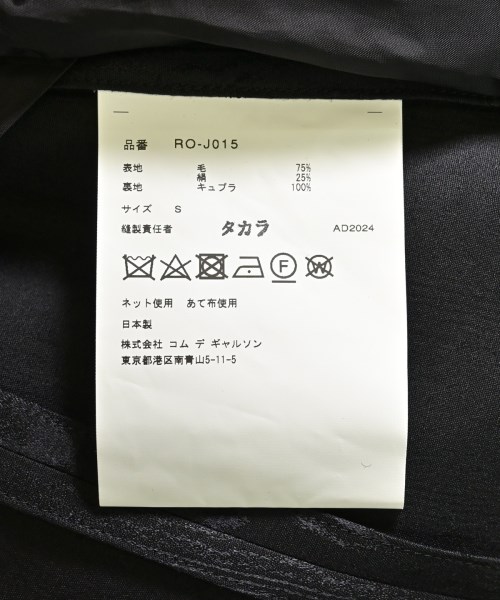 品番 RO-J015
表地 毛 75%
絹 25%
裏地 キュプラ 100%
サイズ S
縫製責任者 タカラ AD2024
F W
ネット使用 あて布使用
日本製
株式会社 コム デ ギャルソン
東京都港区南青山5-11-5